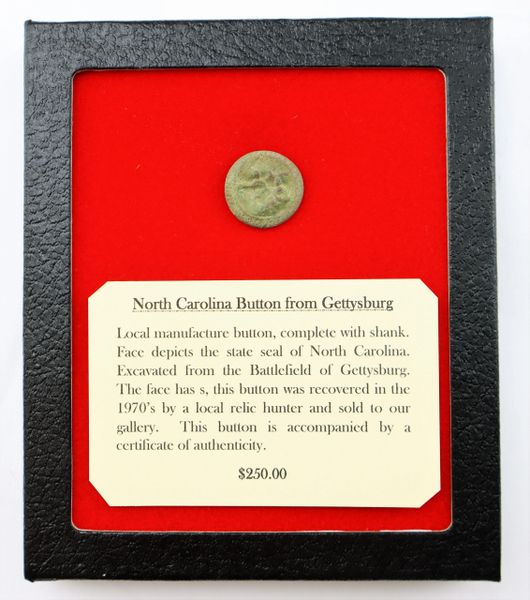 North Carolina Button from Gettysburg
Local manufacture button, complete with shank.
Face depicts the state seal of North Carolina.
Excavated from the Battlefield of Gettysburg.
The face has s, this button was recovered in the
1970's by a local relic hunter and sold to our
gallery. This button is accompanied by a
certificate of authenticity.
$250.00